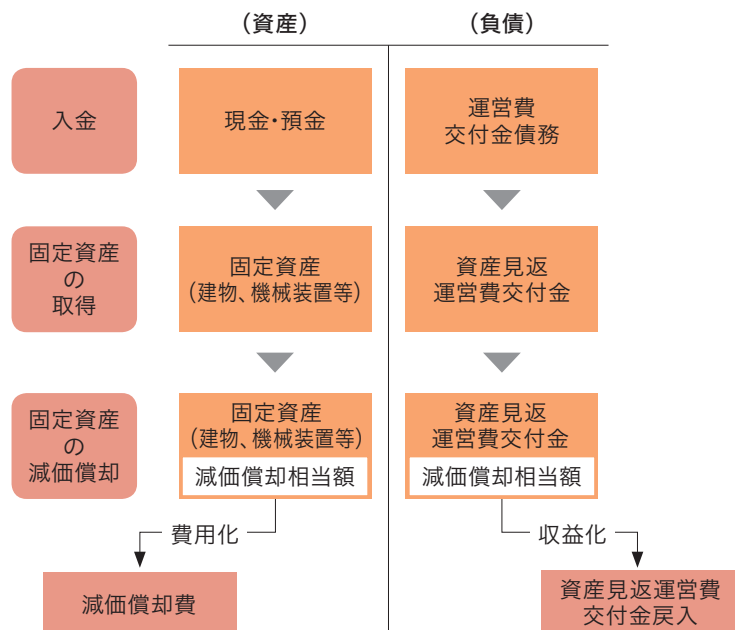 （資産）
（負債）
入金
現金・預金
運営費
交付金債務
固定資産
の
取得
固定資産
（建物、機械装置等）
資産見返
運営費交付金
固定資産
の
減価償却
固定資産
（建物、機械装置等）
減価償却相当額
資産見返
運営費交付金
減価償却相当額
費用化
収益化
減価償却費
資産見返運営費
交付金戻入